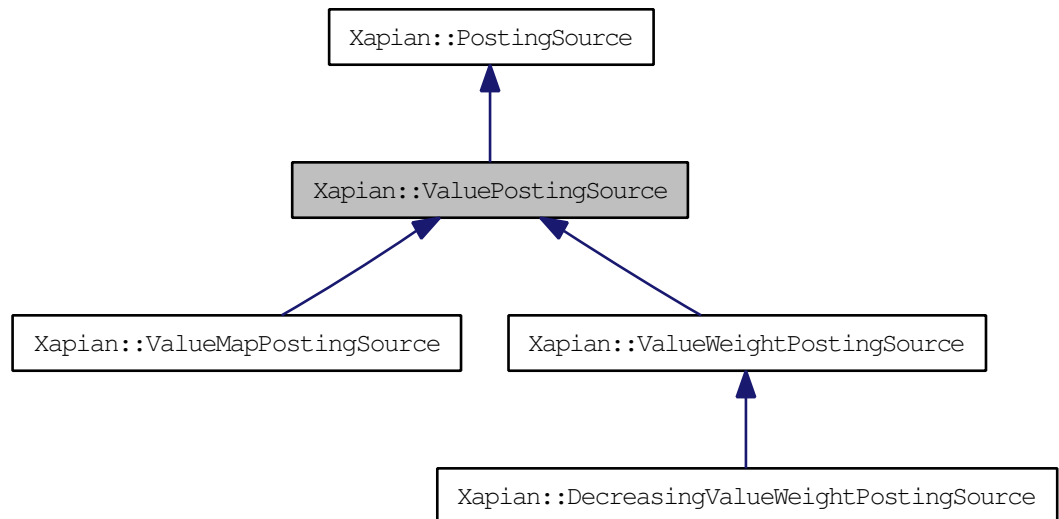 Xapian::PostingSource
Xapian::ValuePostingSource
Xapian::ValueMapPostingSource
Xapian::ValueWeightPostingSource
Xapian::DecreasingValueWeightPostingSource